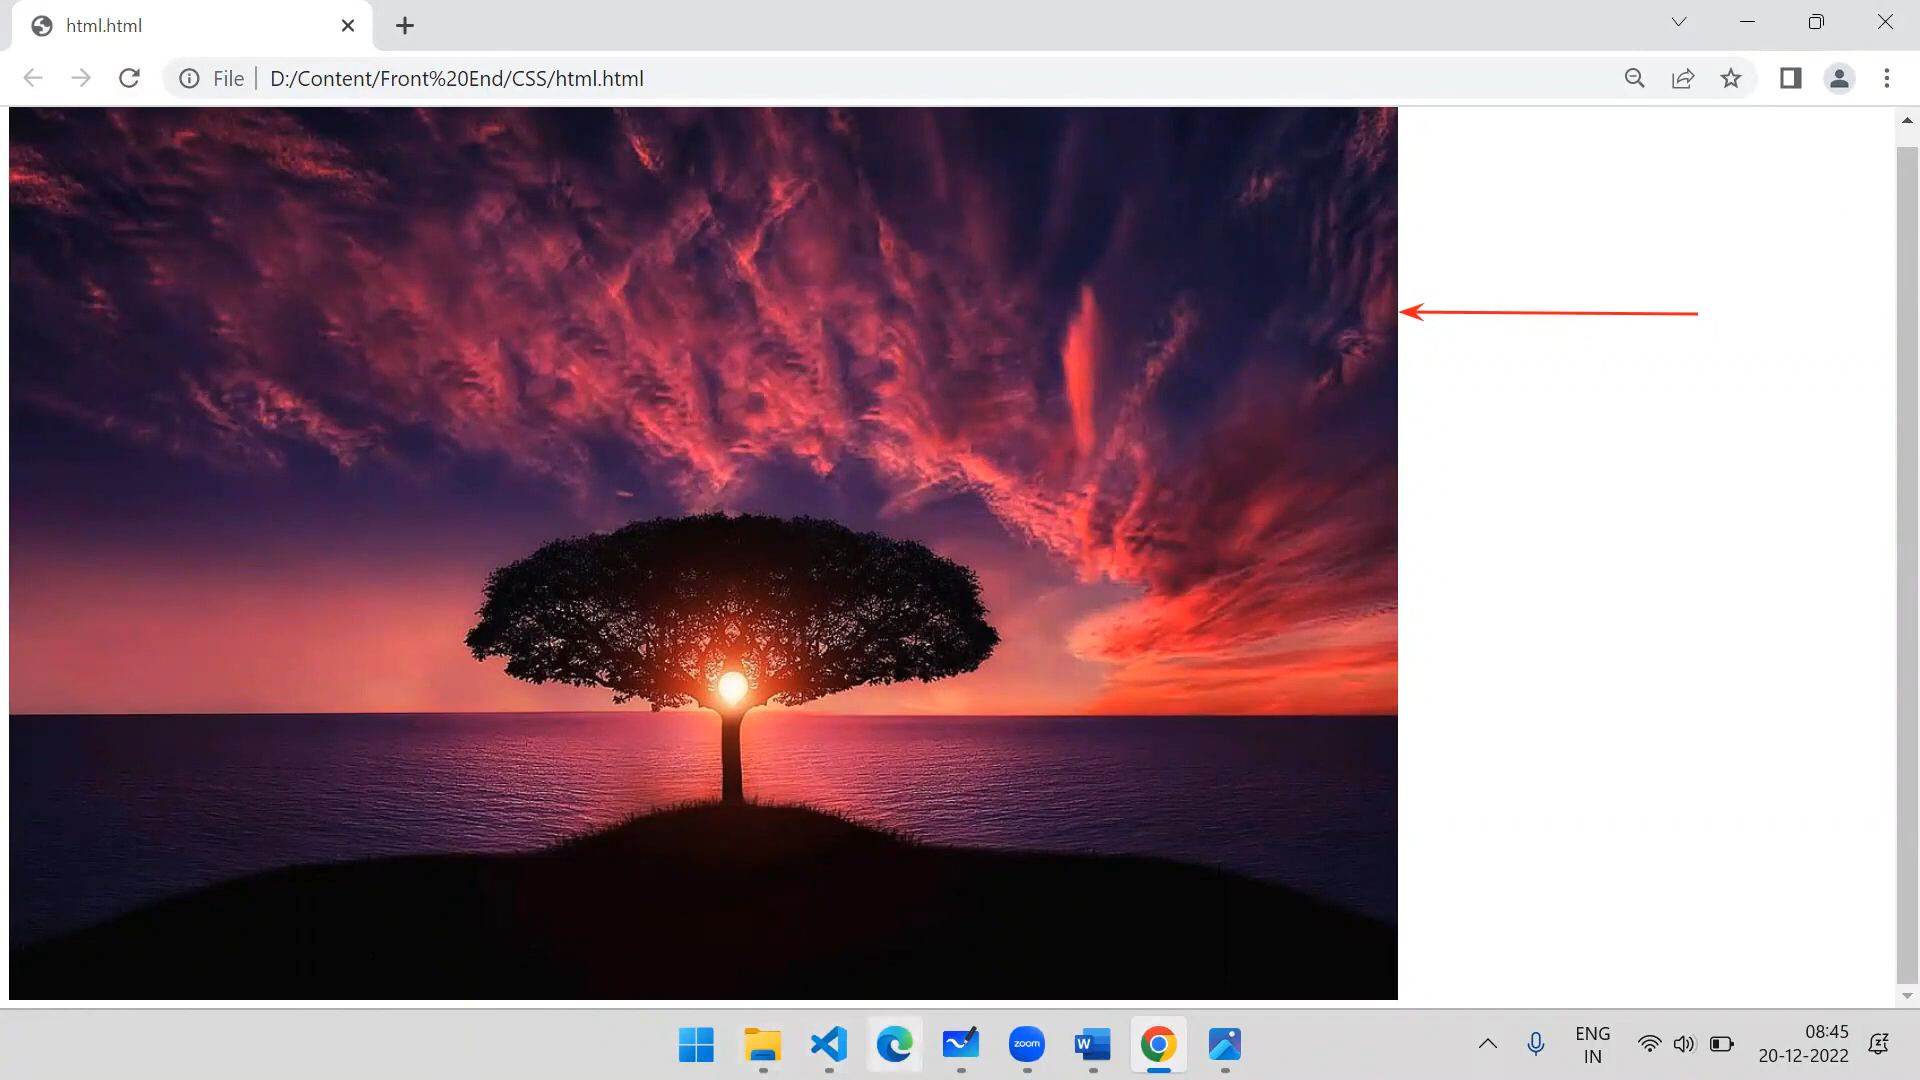 html.html
File
D:/Content/Front%20End/CSS/html.html
zoom
W
ENG
IN
08:45
20-12-2022